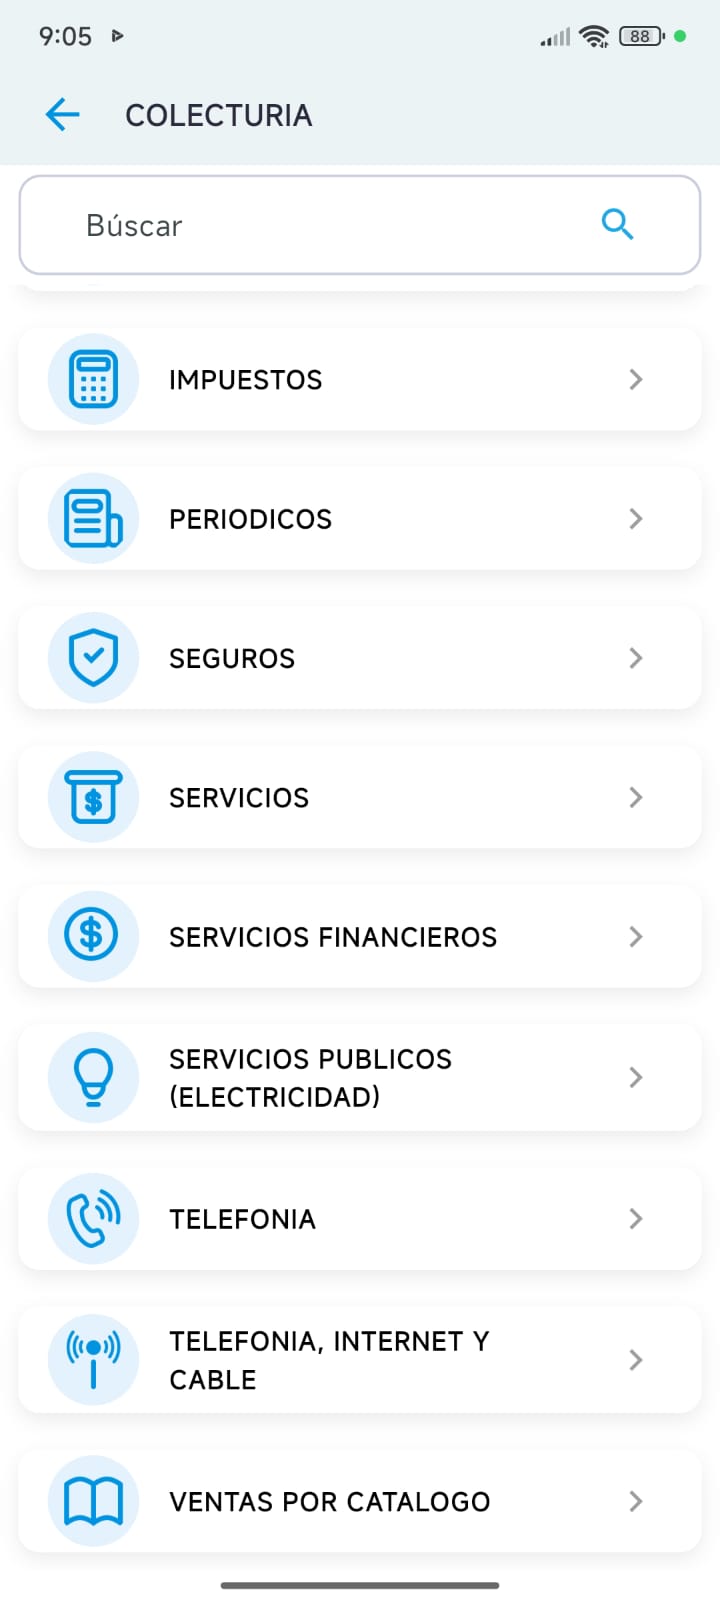 9:05
88
COLECTURIA
Búscar
IMPUESTOS
PERIODICOS
SEGUROS
SERVICIOS
SERVICIOS FINANCIEROS
SERVICIOS PUBLICOS
(ELECTRICIDAD)
TELEFONIA
TELEFONIA, INTERNET Y
CABLE
VENTAS POR CATALOGO